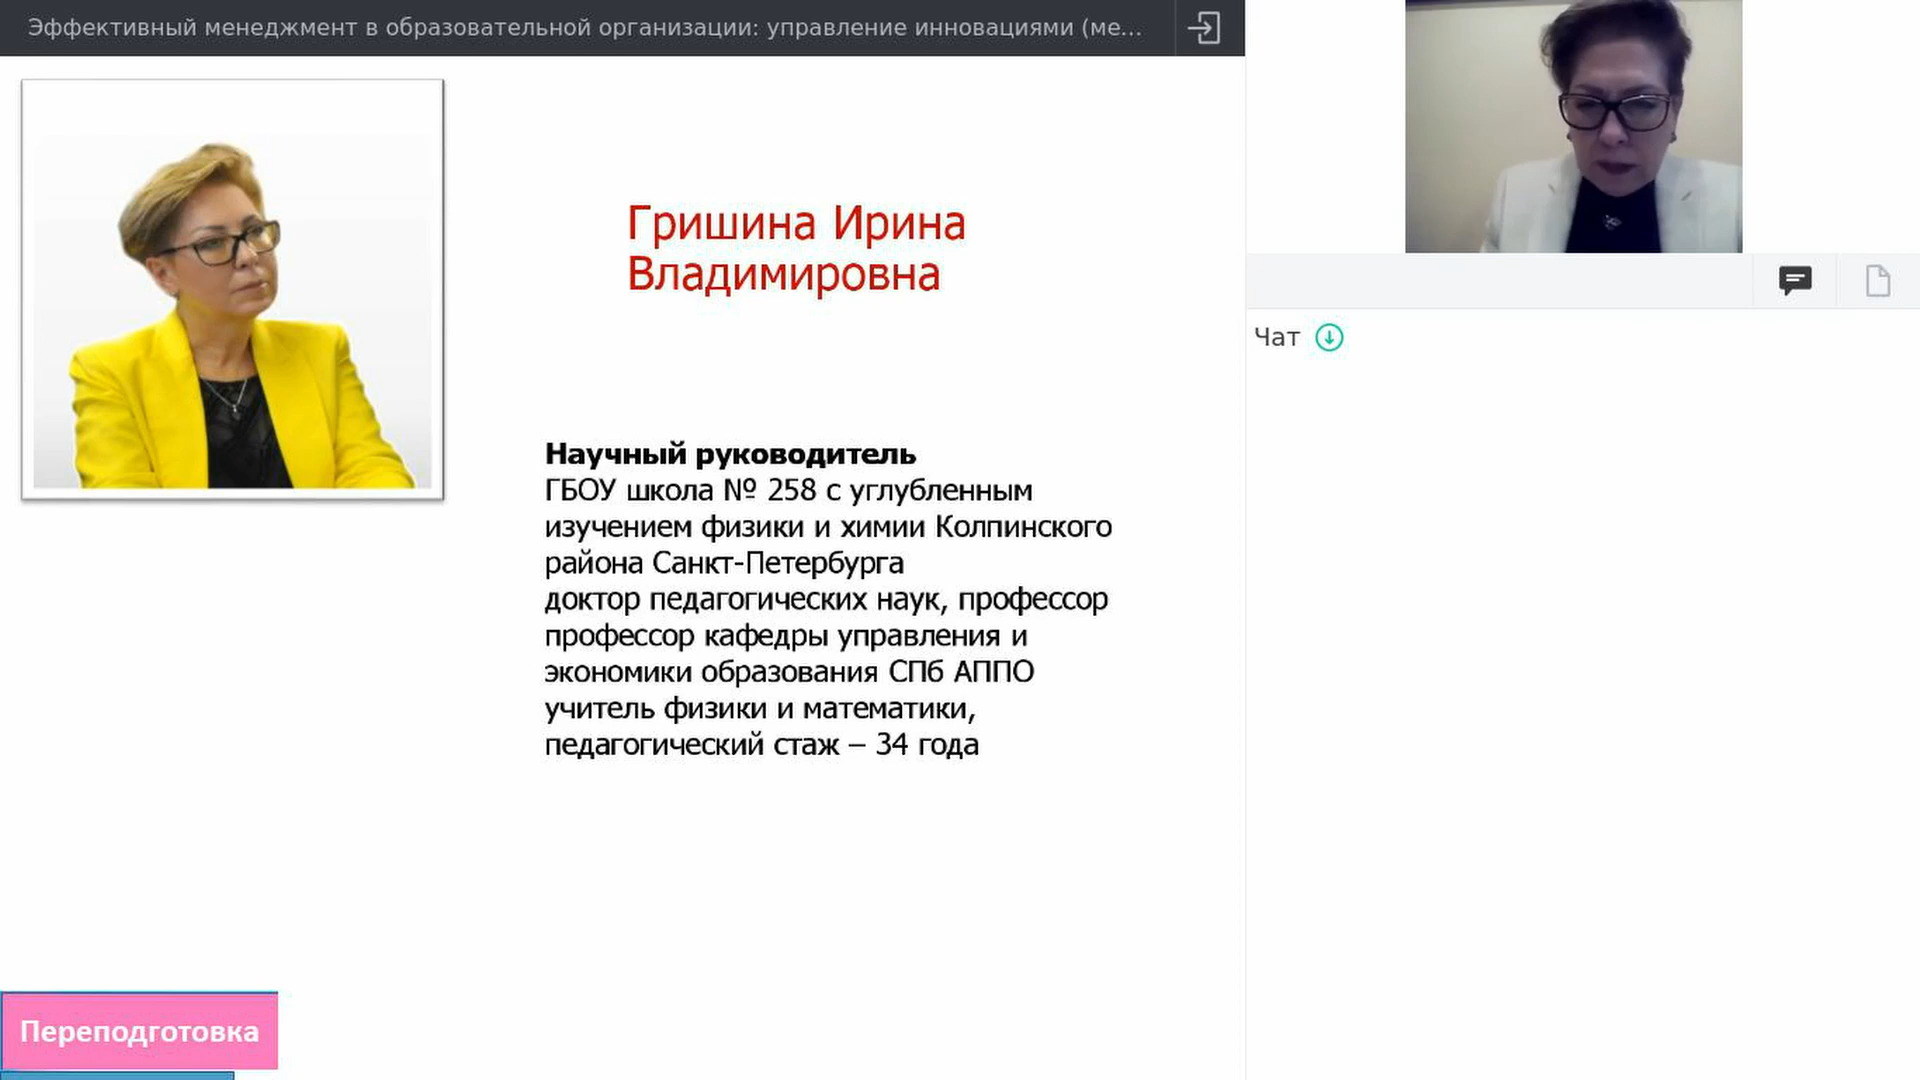 Эффективный менеджмент в образовательной организации: управление инновациями (ме...
Гришина Ирина
Владимировна
Научный руководитель
ГБОУ школа № 258 с углубленным
изучением физики и химии Колпинского
района Санкт-Петербурга
доктор педагогических наук, профессор
профессор кафедры управления и
экономики образования СПб АППО
учитель физики и математики,
педагогический стаж – 34 года
Переподготовка
Чат